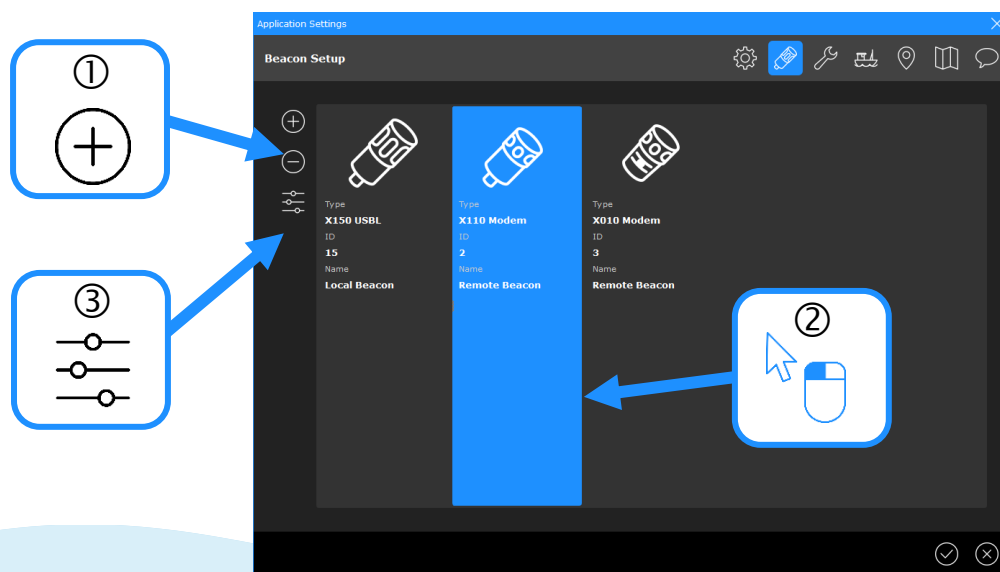 Application Settings
Beacon Setup
①
③
②
Type
X150 USBL
ID
15
Name
Local Beacon
Type
X110 Modem
ID
2
Name
Remote Beacon
Type
X010 Modem
ID
3
Name
Remote Beacon